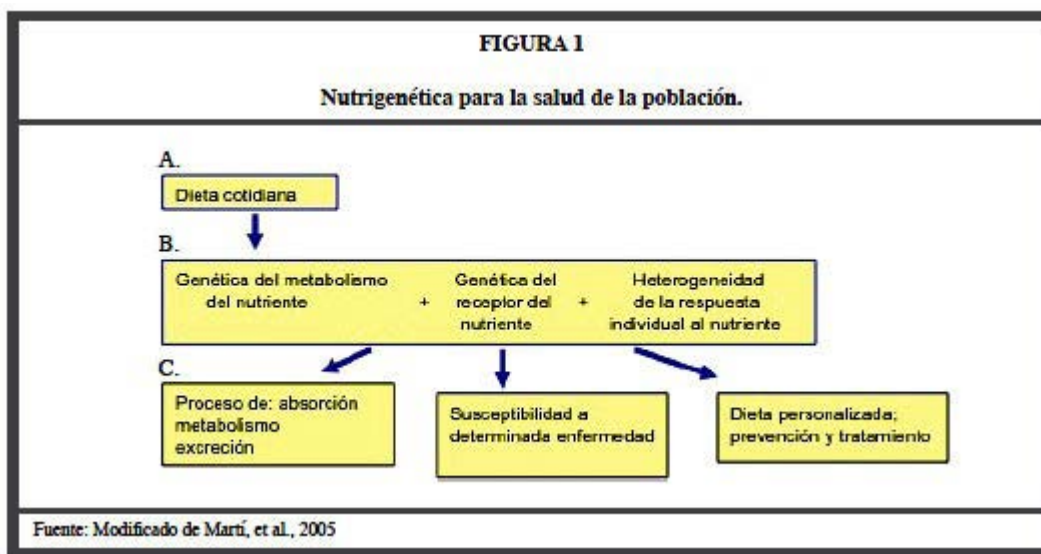 FIGURA 1
Nutrigenética para la salud de la población.
A.
Dieta cotidiana
B.
Genética del metabolismo
del nutriente
+
Genética del
receptor del
nutriente
+
Heterogeneidad
de la respuesta
individual al nutriente
C.
Proceso de: absorción
metabolismo
excreción
Susceptibilidad a
determinada enfermedad
Dieta personalizada;
prevención y tratamiento
Fuente: Modificado de Martí, et al., 2005